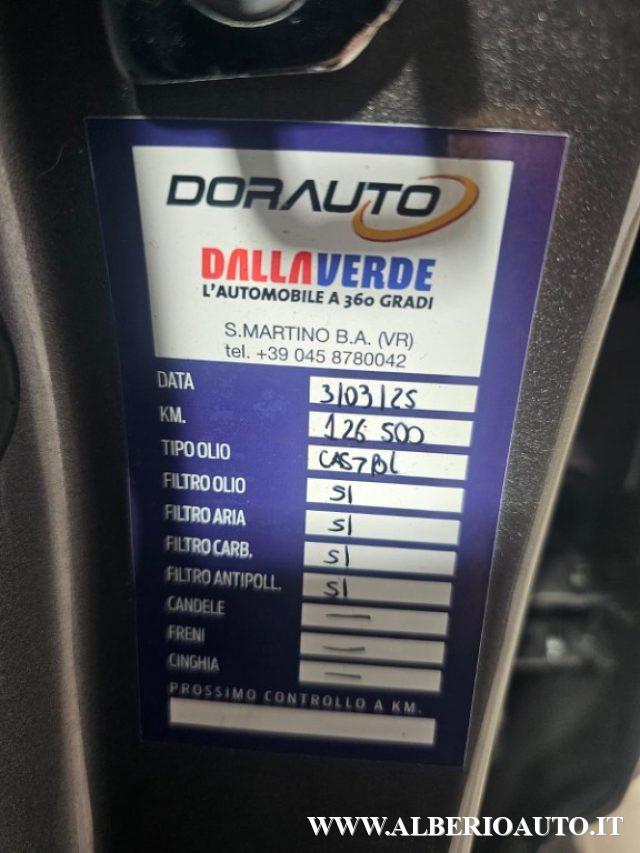 DORAUTO
DALLAVERDE
L'AUTOMOBILE A 360 GRADI
S.MARTINO B.A. (VR)
tel. +39 045 8780042
DATA 3/03/25
KM. 126 500
TIPO OLIO
FILTRO OLIO SI
FILTRO ARIA SI
FILTRO CARB. SI
FILTRO ANTIPOLL. SI
CANDELE —
FRENI —
CINGHIA —
PROSSIMO CONTROLLO A KM.
WWW.ALBERIOAUTO.IT